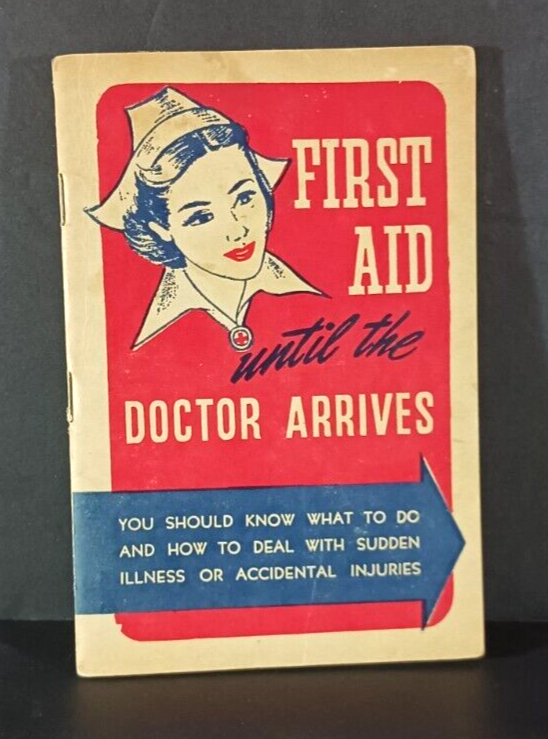 FIRST
AID
until the
DOCTOR ARRIVES
YOU SHOULD KNOW WHAT TO DO
AND HOW TO DEAL WITH SUDDEN
ILLNESS OR ACCIDENTAL INJURIES